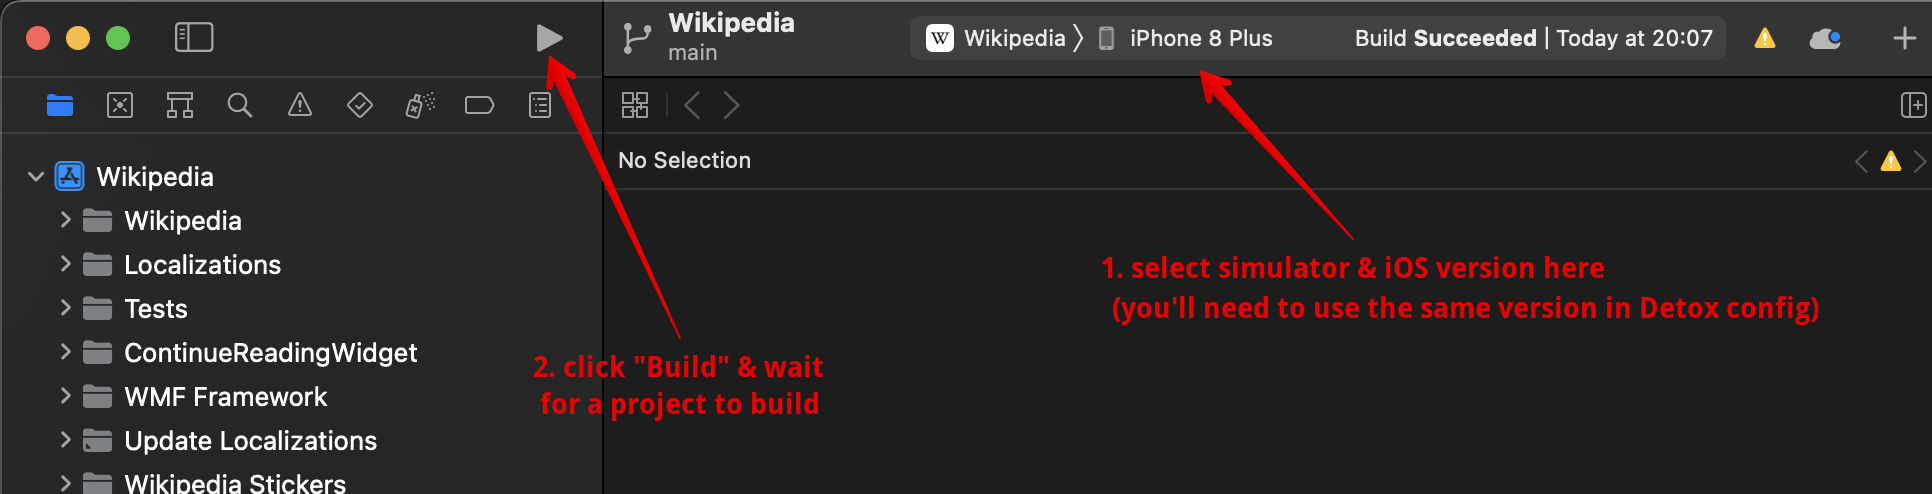 Wikipedia
main
W Wikipedia 〉 iPhone 8 Plus Build Succeeded | Today at 20:07
No Selection
Wikipedia
Wikipedia
Localizations
Tests
ContinueReadingWidget
WMF Framework
Update Localizations
Wikipedia Stickers
1. select simulator & iOS version here
(you'll need to use the same version in Detox config)
2. click "Build" & wait
for a project to build